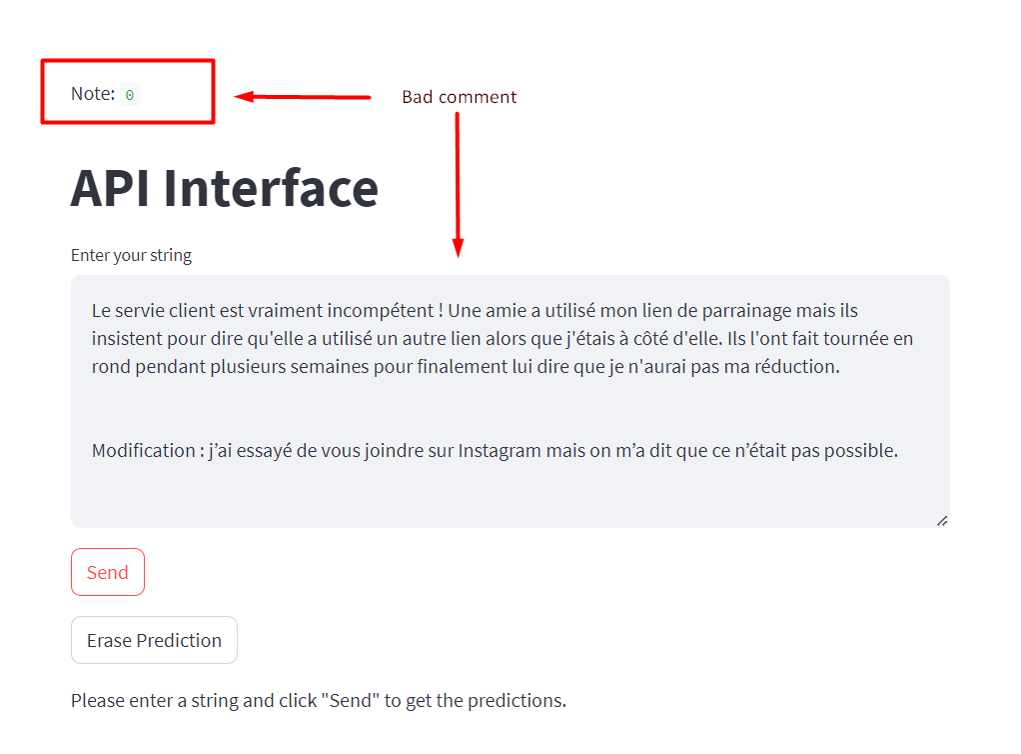 Note: 0
Bad comment
API Interface
Enter your string
Le servie client est vraiment incompétent ! Une amie a utilisé mon lien de parrainage mais ils
insistent pour dire qu'elle a utilisé un autre lien alors que j'étais à côté d'elle. Ils l'ont fait tournée en
rond pendant plusieurs semaines pour finalement lui dire que je n'aurai pas ma réduction.
Modification : j’ai essayé de vous joindre sur Instagram mais on m’a dit que ce n’était pas possible.
Send
Erase Prediction
Please enter a string and click "Send" to get the predictions.